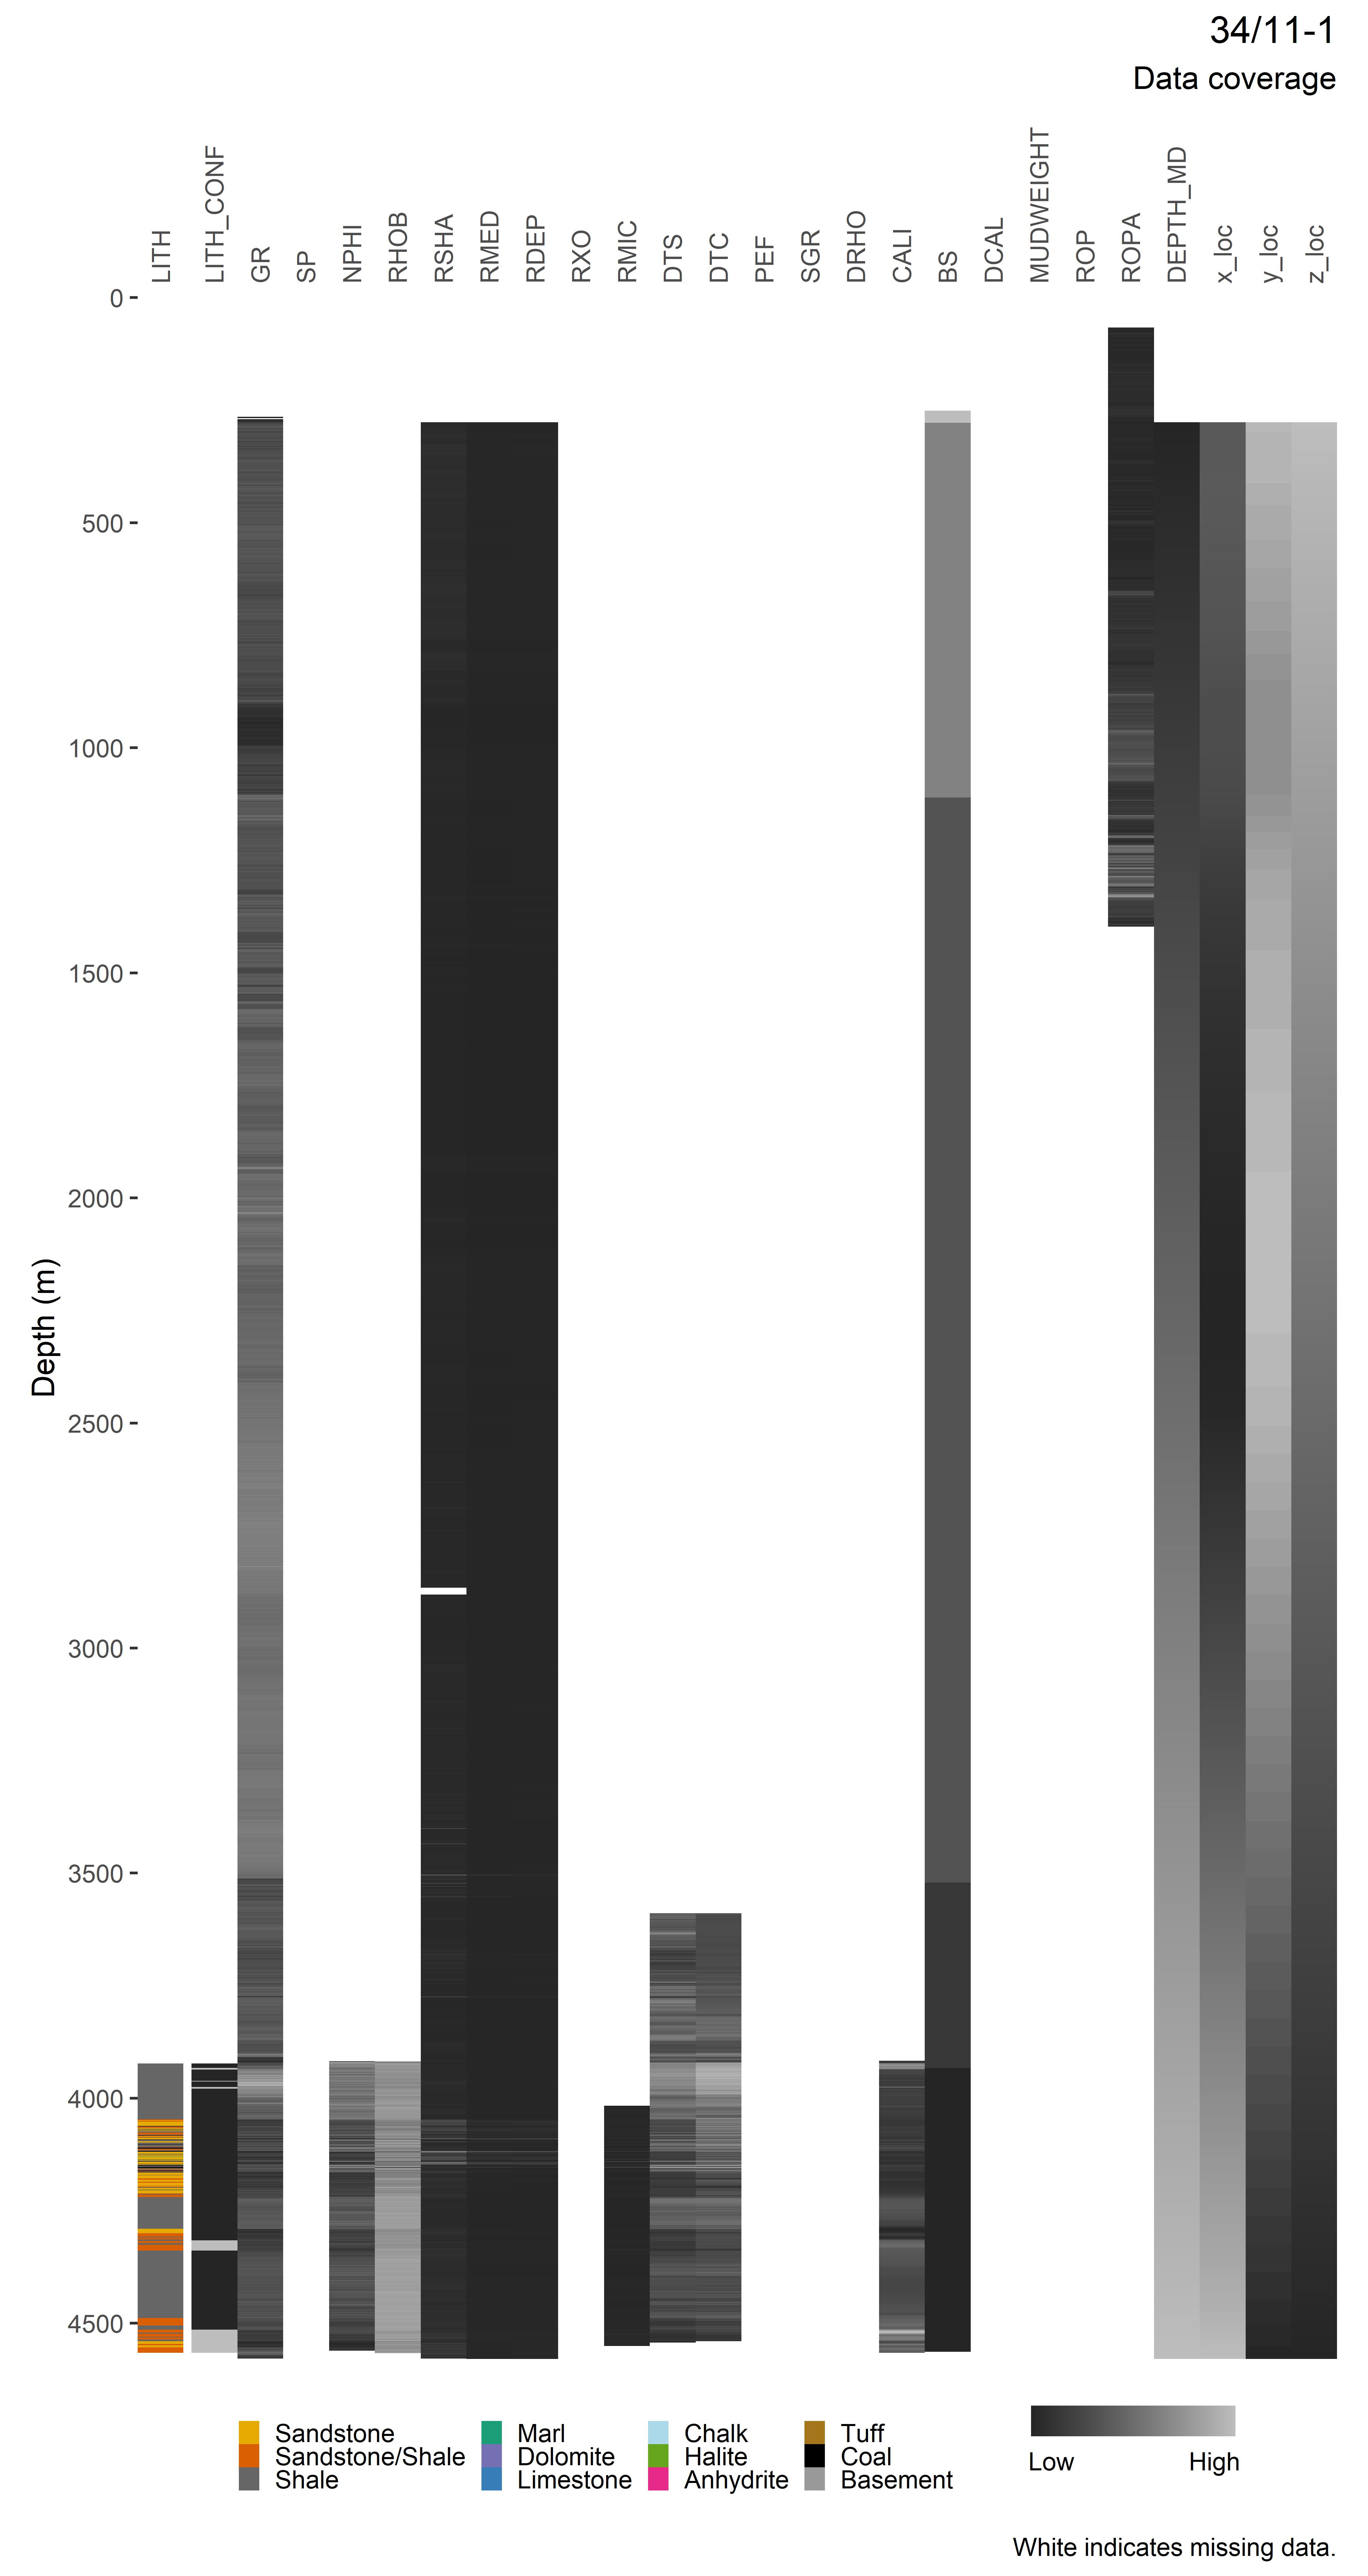 34/11-1
Data coverage
LITH
LITH_CONF
GR
SP
NPHI
RHOB
RSHA
RMED
RDEP
RXO
RMIC
DTS
DTC
PEF
SGR
DRHO
CALI
BS
DCAL
MUDWEIGHT
ROP
ROPA
DEPTH_MD
x_loc
y_loc
z_loc
0
500
1000
1500
2000
2500
3000
3500
4000
4500
Depth (m)
Sandstone
Sandstone/Shale
Shale
Marl
Dolomite
Limestone
Chalk
Halite
Anhydrite
Tuff
Coal
Basement
Low High
White indicates missing data.